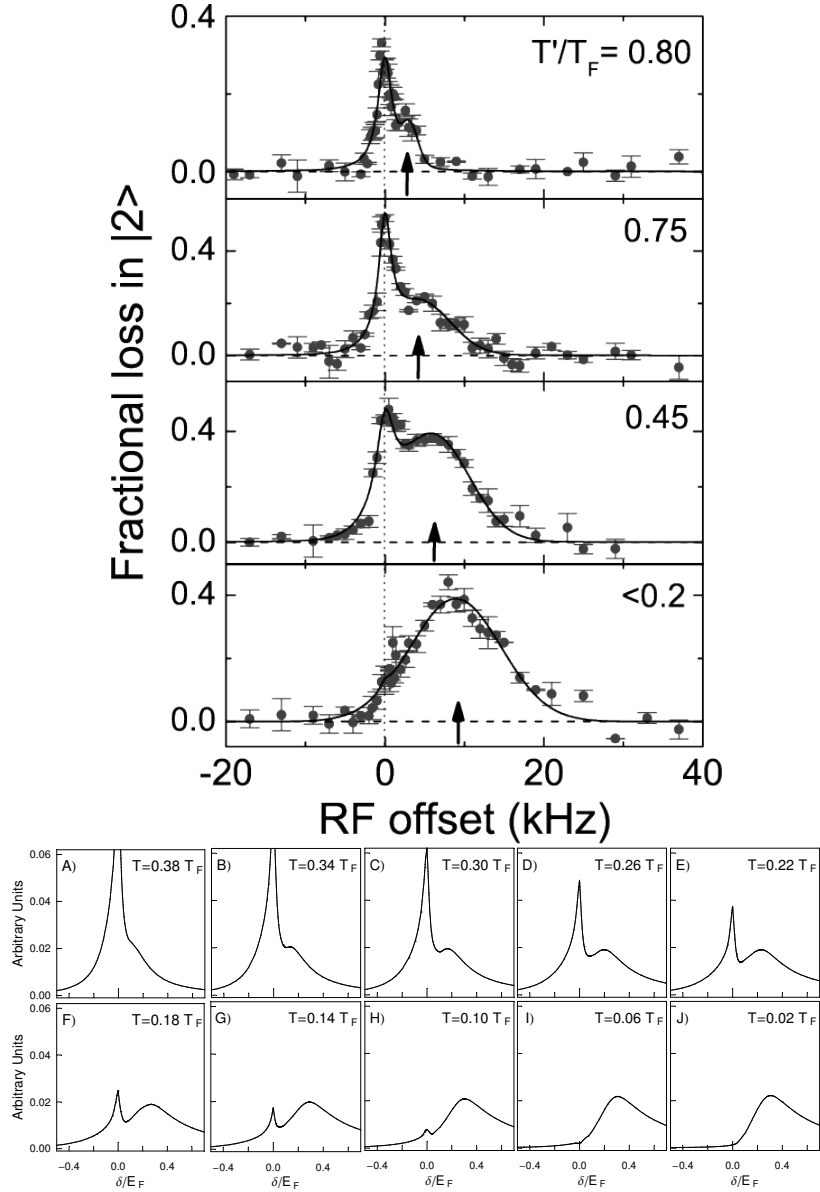 0.4
T'/T_F= 0.80
0.0
0.75
0.4
0.0
0.45
0.4
0.0
<0.2
0.4
0.0
Fractional loss in |2>
-20 0 20 40
RF offset (kHz)
0.06
0.04
0.02
0.00
Arbitrary Units
A) T=0.38 T_F
B) T=0.34 T_F
C) T=0.30 T_F
D) T=0.26 T_F
E) T=0.22 T_F
0.06
0.04
0.02
0.00
Arbitrary Units
F) T=0.18 T_F
G) T=0.14 T_F
H) T=0.10 T_F
I) T=0.06 T_F
J) T=0.02 T_F
-0.4 0.0 0.4 -0.4 0.0 0.4 -0.4 0.0 0.4 -0.4 0.0 0.4 -0.4 0.0 0.4
δ/E_F δ/E_F δ/E_F δ/E_F δ/E_F